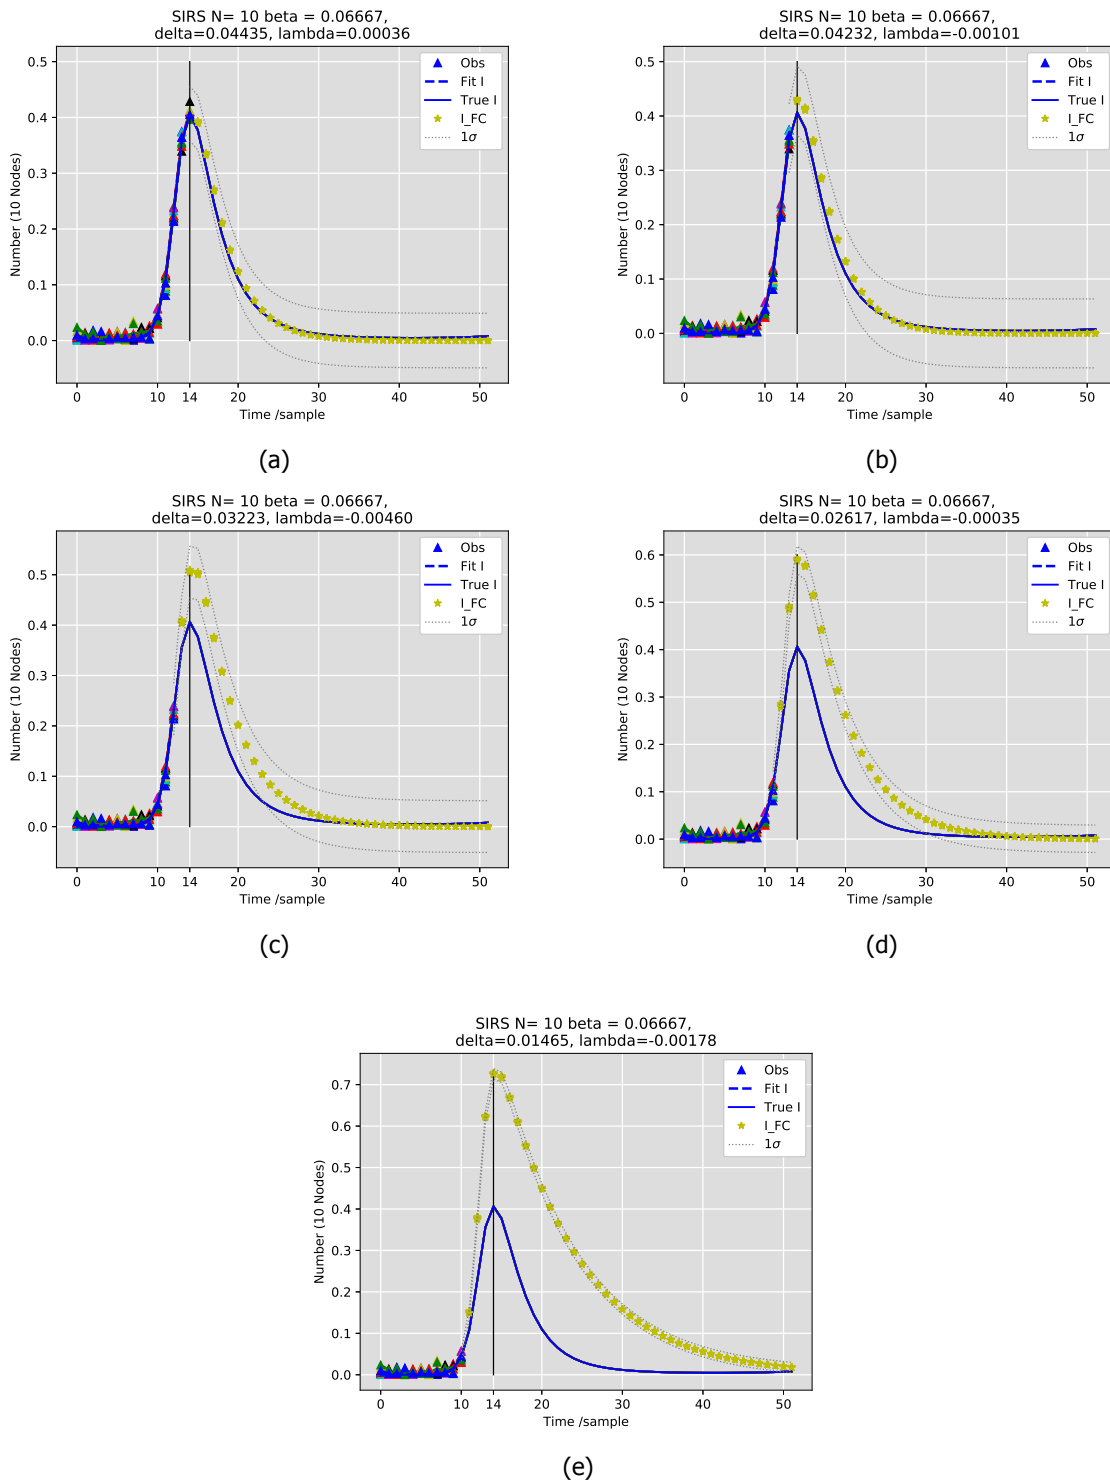 SIRS N= 10 beta = 0.06667,
delta=0.04435, lambda=0.00036
Number (10 Nodes)
0.5
0.4
0.3
0.2
0.1
0.0
Obs
Fit I
True I
I_FC
1σ
0 10 14 20 30 40 50
Time /sample
(a)
SIRS N= 10 beta = 0.06667,
delta=0.04232, lambda=-0.00101
Number (10 Nodes)
0.5
0.4
0.3
0.2
0.1
0.0
Obs
Fit I
True I
I_FC
1σ
0 10 14 20 30 40 50
Time /sample
(b)
SIRS N= 10 beta = 0.06667,
delta=0.03223, lambda=-0.00460
Number (10 Nodes)
0.5
0.4
0.3
0.2
0.1
0.0
Obs
Fit I
True I
I_FC
1σ
0 10 14 20 30 40 50
Time /sample
(c)
SIRS N= 10 beta = 0.06667,
delta=0.02617, lambda=-0.00035
Number (10 Nodes)
0.6
0.5
0.4
0.3
0.2
0.1
0.0
Obs
Fit I
True I
I_FC
1σ
0 10 14 20 30 40 50
Time /sample
(d)
SIRS N= 10 beta = 0.06667,
delta=0.01465, lambda=-0.00178
Number (10 Nodes)
0.7
0.6
0.5
0.4
0.3
0.2
0.1
0.0
Obs
Fit I
True I
I_FC
1σ
0 10 14 20 30 40 50
Time /sample
(e)